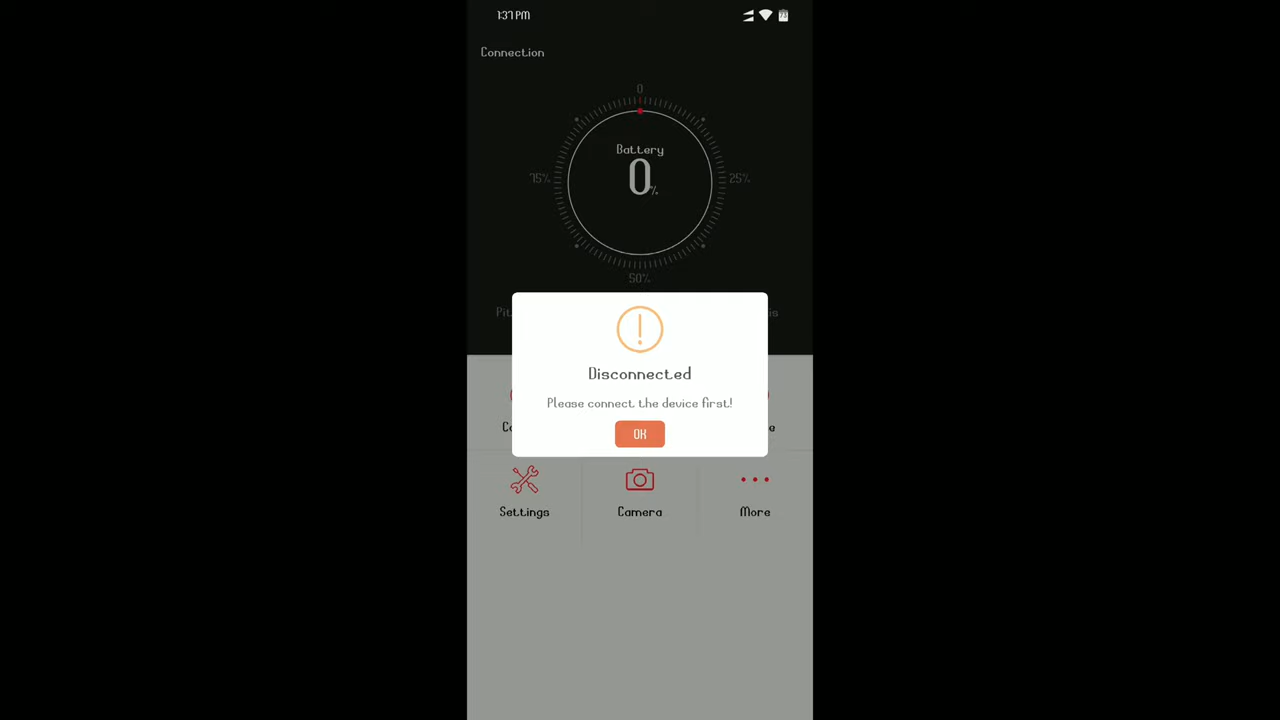 1:37 PM
Connection
0
Battery
0%
75%
25%
50%
Disconnected
Please connect the device first!
OK
Settings
Camera
More